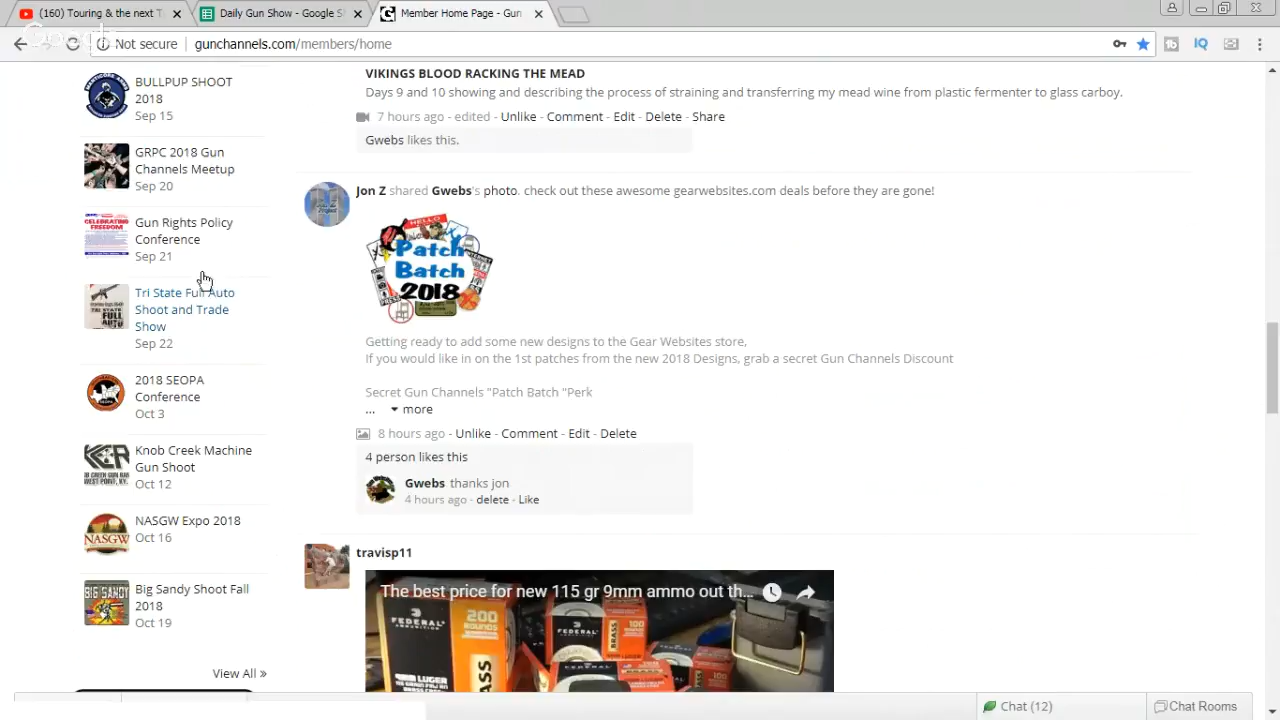 (160) Touring & the next T
Daily Gun Show - Google S
Member Home Page - Gun
Not secure
gunchannels.com/members/home
BULLPUP SHOOT
2018
Sep 15
GRPC 2018 Gun
Channels Meetup
Sep 20
Gun Rights Policy
Conference
Sep 21
Tri State Full Auto
Shoot and Trade
Show
Sep 22
2018 SEOPA
Conference
Oct 3
Knob Creek Machine
Gun Shoot
Oct 12
NASGW Expo 2018
Oct 16
Big Sandy Shoot Fall
2018
Oct 19
View All »
VIKINGS BLOOD RACKING THE MEAD
Days 9 and 10 showing and describing the process of straining and transferring my mead wine from plastic fermenter to glass carboy.
7 hours ago - edited - Unlike - Comment - Edit - Delete - Share
Gwebs likes this.
Jon Z shared Gwebs's photo. check out these awesome gearwebsites.com deals before they are gone!
HELLO
Patch
Batch
2018
Getting ready to add some new designs to the Gear Websites store,
If you would like in on the 1st patches from the new 2018 Designs, grab a secret Gun Channels Discount
Secret Gun Channels "Patch Batch "Perk
... more
8 hours ago - Unlike - Comment - Edit - Delete
4 person likes this
Gwebs thanks jon
4 hours ago - delete - Like
travisp11
The best price for new 115 gr 9mm ammo out th...
FEDERAL
200
ROUNDS
BRASS
FEDERAL
100
BRASS
FEDERAL
Chat (12)
Chat Rooms